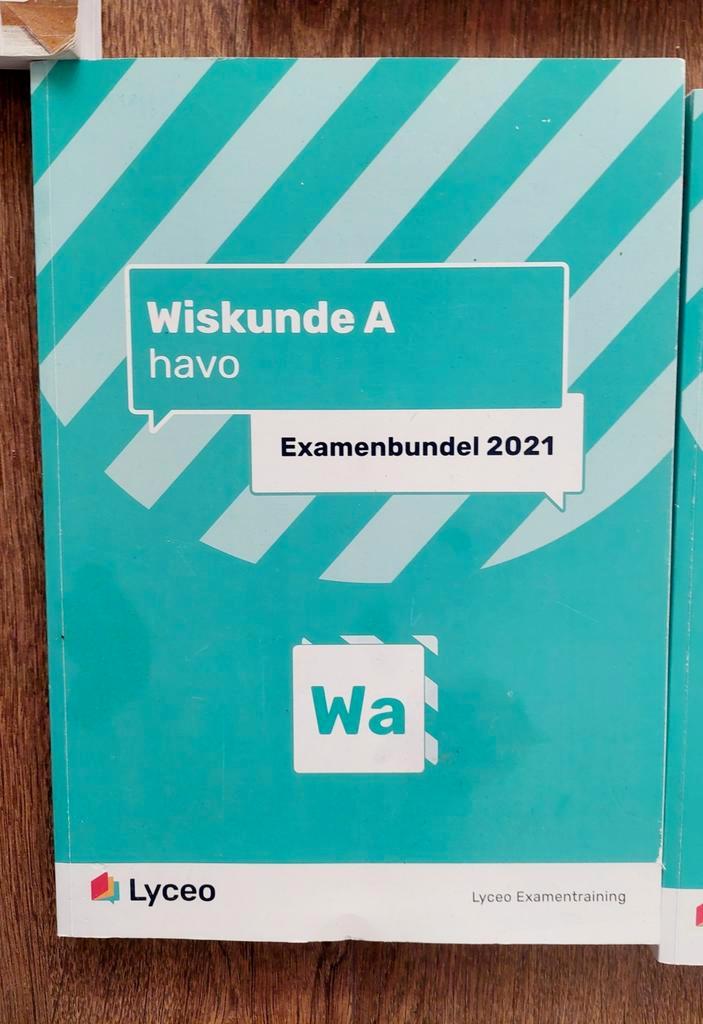 Wiskunde A
havo
Examenbundel 2021
Wa
Lyceo
Lyceo Examentraining